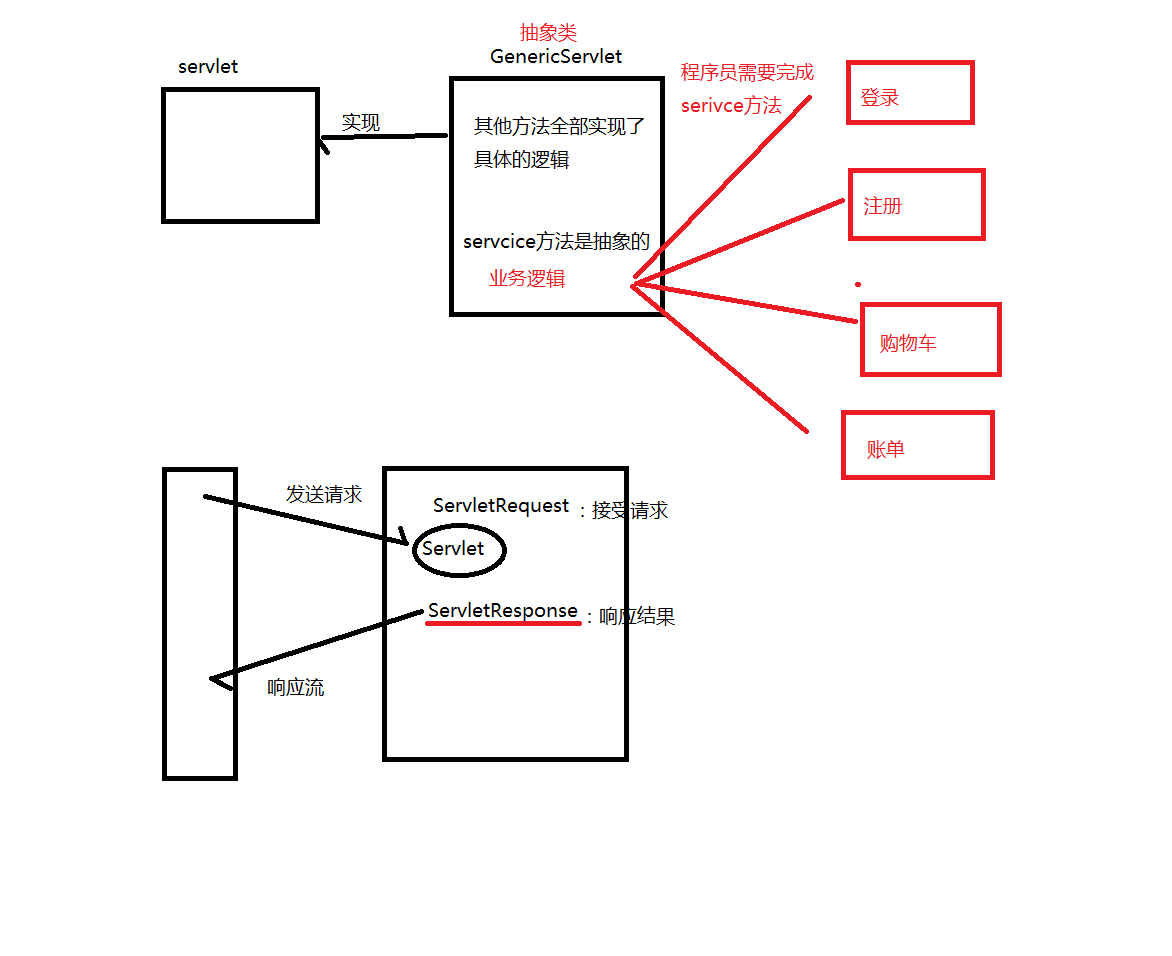 抽象类
servlet
GenericServlet
程序员需要完成
serivce方法
登录
实现
其他方法全部实现了
具体的逻辑
注册
servcice方法是抽象的
业务逻辑
购物车
账单
发送请求
ServletRequest ：接受请求
Servlet
ServletResponse ：响应结果
响应流